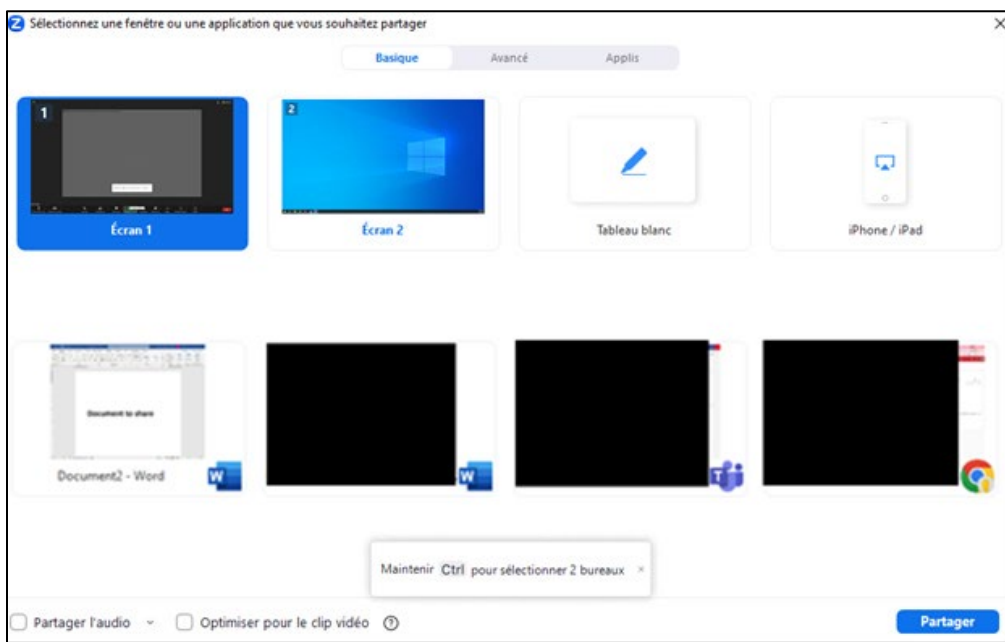 Sélectionnez une fenêtre ou une application que vous souhaitez partager
Basique Avancé Applis
1
2
Écran 1 Écran 2 Tableau blanc iPhone / iPad
Document to share
Document2 - Word
Maintenir Ctrl pour sélectionner 2 bureaux
Partager l'audio Optimiser pour le clip vidéo Partager